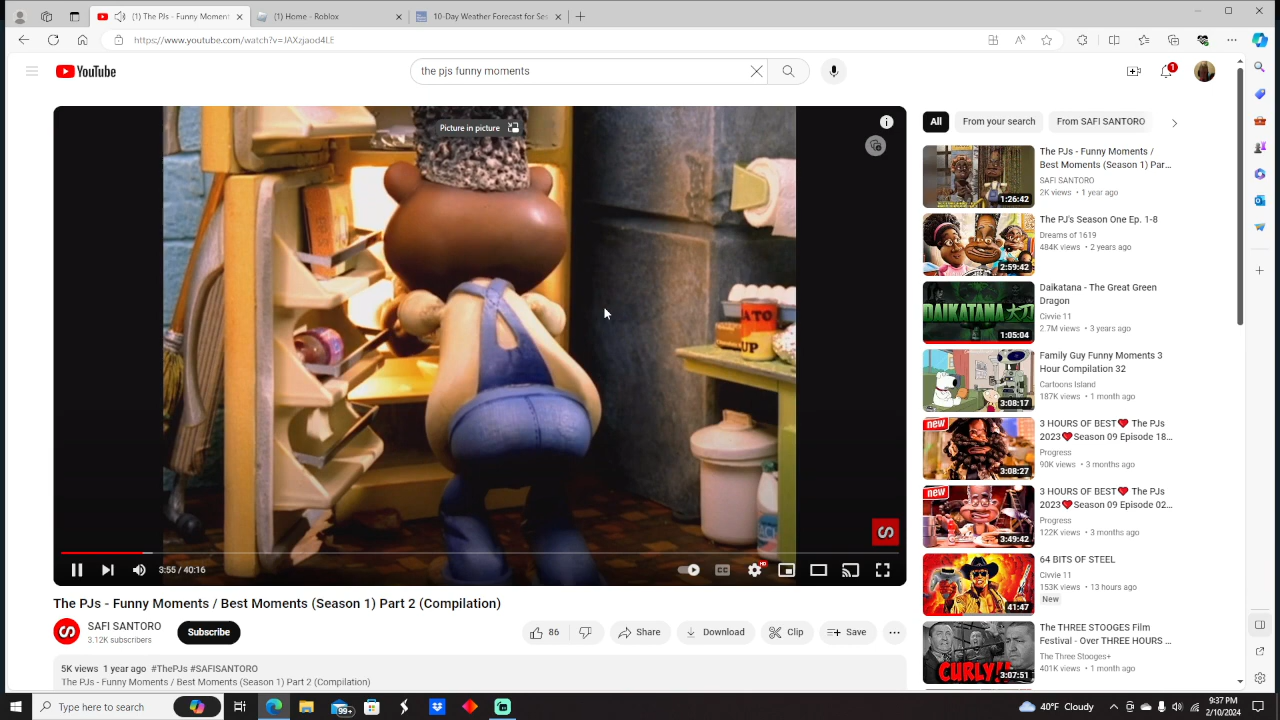 (1) The PJs - Funny Moment
(1) Home - Roblox
10-Day Weather Forecast for Ses
https://www.youtube.com/watch?v=JAXzjaod4LE
YouTube
the pjs funny moments
1
Picture in picture
ATO
UP
3:55 / 40:16
CC
HD
The PJs - Funny Moments / Best Moments (Season 1) Part 2 (Compilation)
SAFI SANTORO
3.12K subscribers
Subscribe
86
Share
Download
Clip
Save
5K views 1 year ago #ThePJs #SAFISANTORO
The PJs - Funny Moments / Best Moments (Season 1) Part 2 (Compilation)
All
From your search
From SAFI SANTORO
The PJs - Funny Moments /
Best Moments (Season 1) Par...
SAFI SANTORO
2K views • 1 year ago
1:26:42
The PJ's Season One Ep. 1-8
Dreams of 1619
484K views • 2 years ago
2:59:42
Daikatana - The Great Green
Dragon
Civvie 11
2.7M views • 3 years ago
DAIKATANA
1:05:04
Family Guy Funny Moments 3
Hour Compilation 32
Cartoons Island
187K views • 1 month ago
3:08:17
new
3 HOURS OF BEST❤️ The PJs
2023❤️Season 09 Episode 18...
Progress
90K views • 3 months ago
3:08:27
new
3 HOURS OF BEST❤️ The PJs
2023❤️Season 09 Episode 02...
Progress
122K views • 3 months ago
3:49:42
64 BITS OF STEEL
Civvie 11
153K views • 13 hours ago
New
41:47
The THREE STOOGES Film
Festival - Over THREE HOURS ...
The Three Stooges+
401K views • 1 month ago
CURLY!!
3:07:51
Type here to search
99+
40°F Cloudy
9:37 PM
2/10/2024